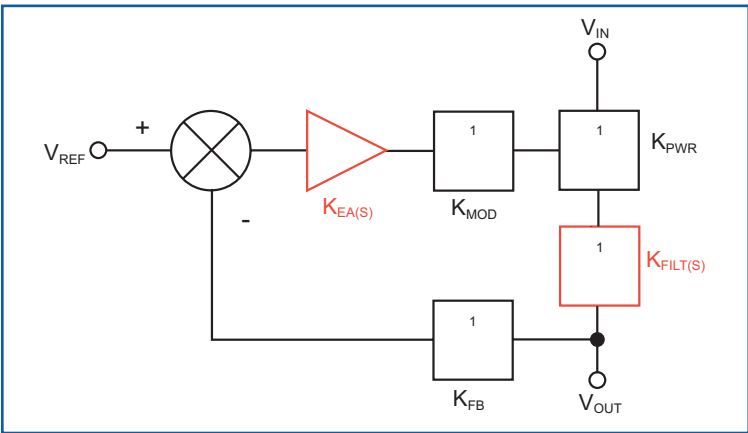 V_IN
+
1
1
K_PWR
V_REF
K_EA(S)
K_MOD
-
1
K_FILT(S)
1
K_FB
V_OUT